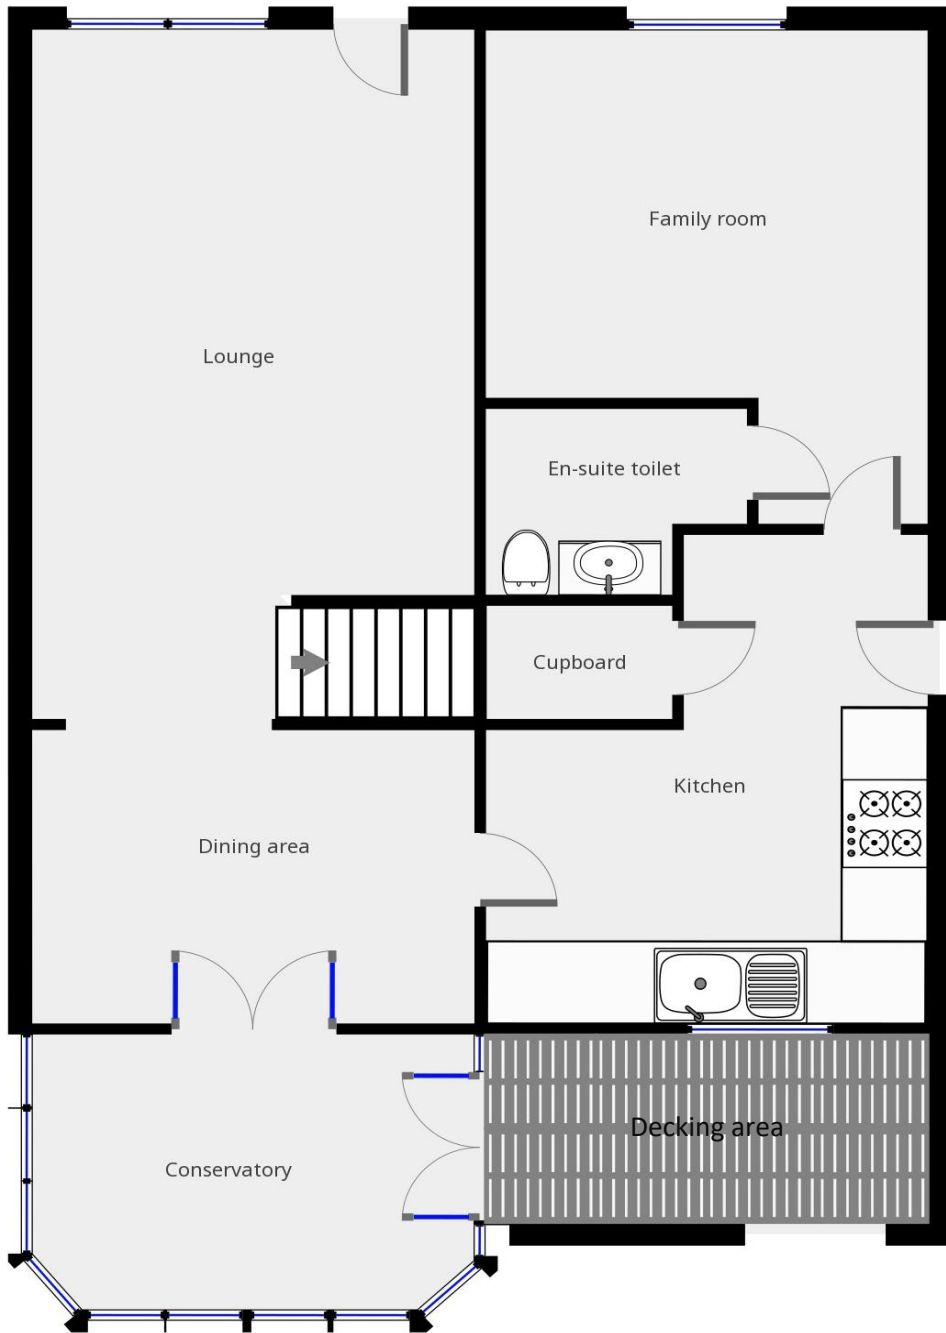 Family room
Lounge
En-suite toilet
Cupboard
Kitchen
Dining area
Decking area
Conservatory